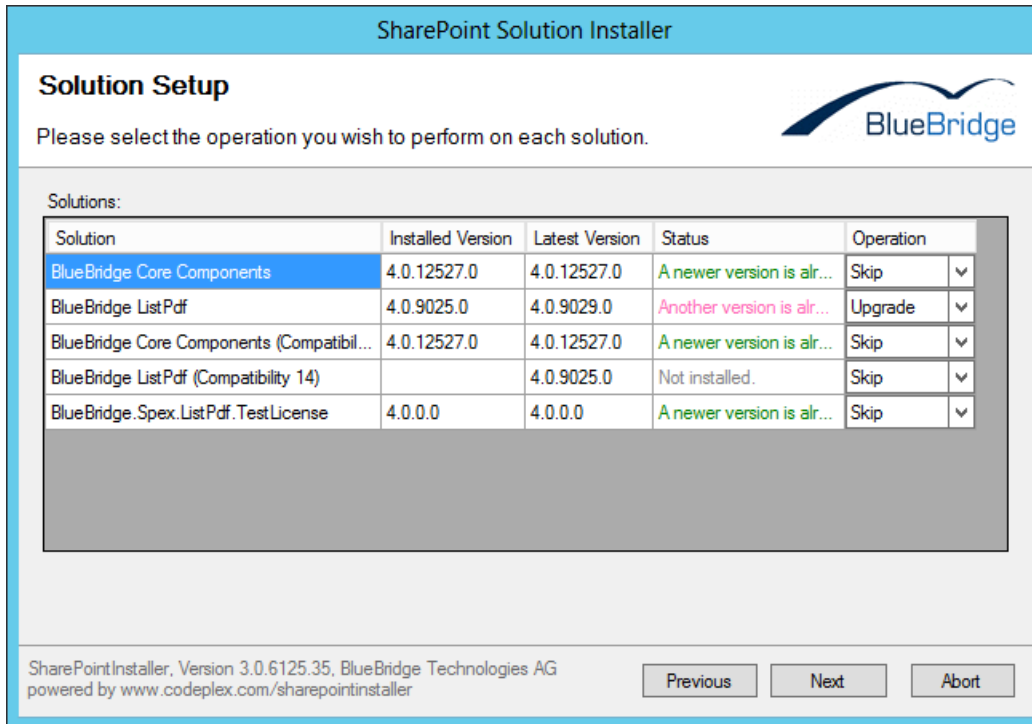 SharePoint Solution Installer
Solution Setup
Please select the operation you wish to perform on each solution.
BlueBridge
Solutions:
Solution Installed Version Latest Version Status Operation
BlueBridge Core Components 4.0.12527.0 4.0.12527.0 A newer version is alr... Skip
BlueBridge ListPdf 4.0.9025.0 4.0.9029.0 Another version is alr... Upgrade
BlueBridge Core Components (Compatibil... 4.0.12527.0 4.0.12527.0 A newer version is alr... Skip
BlueBridge ListPdf (Compatibility 14) 4.0.9025.0 Not installed. Skip
BlueBridge.Spex.ListPdf.TestLicense 4.0.0.0 4.0.0.0 A newer version is alr... Skip
SharePointInstaller, Version 3.0.6125.35, BlueBridge Technologies AG
powered by www.codeplex.com/sharepointinstaller
Previous Next Abort